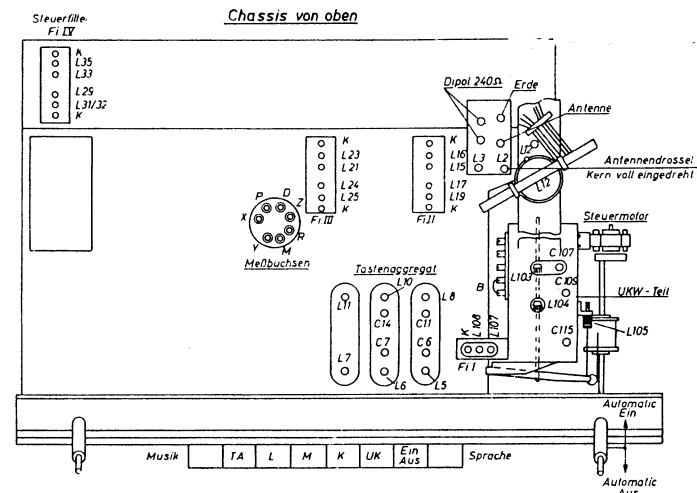 Chassis von oben
Steuerfilter
Fi IV
K
L35
L33
L29
L31/32
K
Dipol 240Ω
Erde
Antenne
L3
L2
L12
L12
Antennendrossel
Kern voll eingedreht
K
L23
L21
L24
L25
K
Fi III
K
L16
L15
L17
L19
K
Fi II
P
D
Z
X
R
Y
M
Meßbuchsen
Steuermotor
C107
L103
C109
B
L104
UKW-Teil
L105
C115
K
L108
L107
Fi I
Tastenaggregat
L10
L8
L11
C14
C11
C7
C6
L7
L6
L5
Automatic
Ein
Musik
TA
L
M
K
UK
Ein
Aus
Sprache
Automatic
Aus